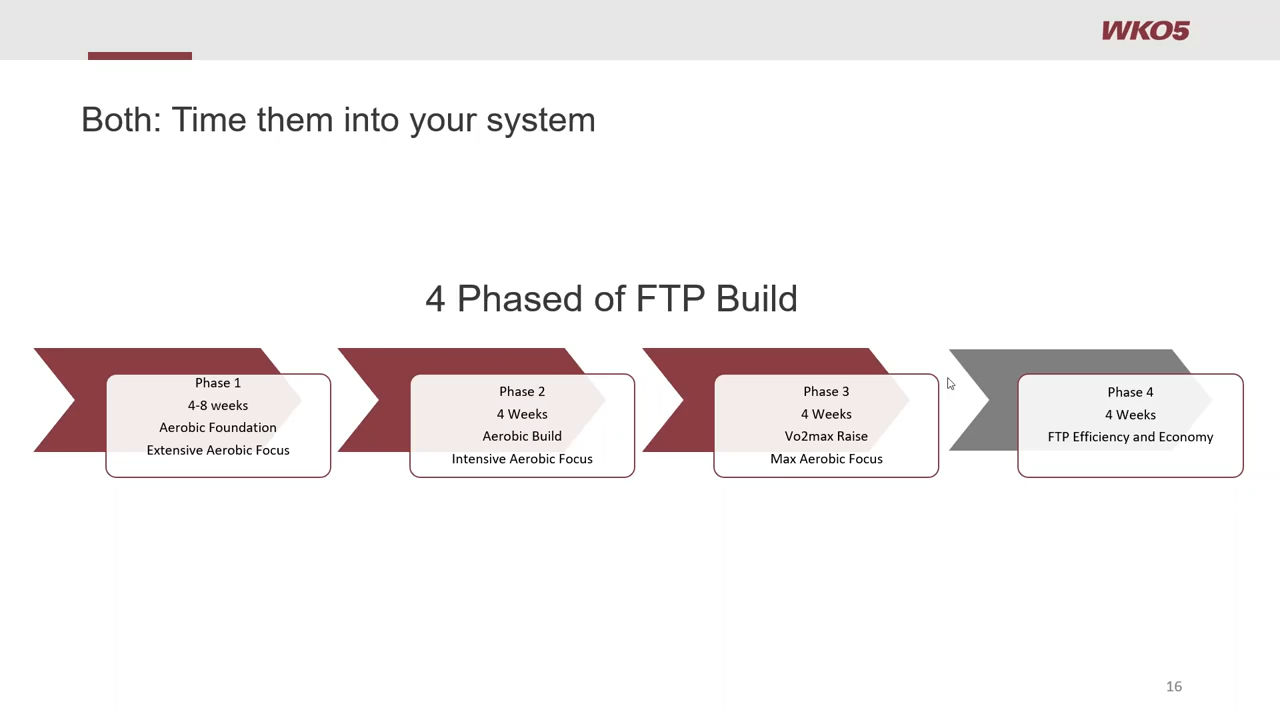 WKO5
Both: Time them into your system
4 Phased of FTP Build
Phase 1
4-8 weeks
Aerobic Foundation
Extensive Aerobic Focus
Phase 2
4 Weeks
Aerobic Build
Intensive Aerobic Focus
Phase 3
4 Weeks
Vo2max Raise
Max Aerobic Focus
Phase 4
4 Weeks
FTP Efficiency and Economy
16